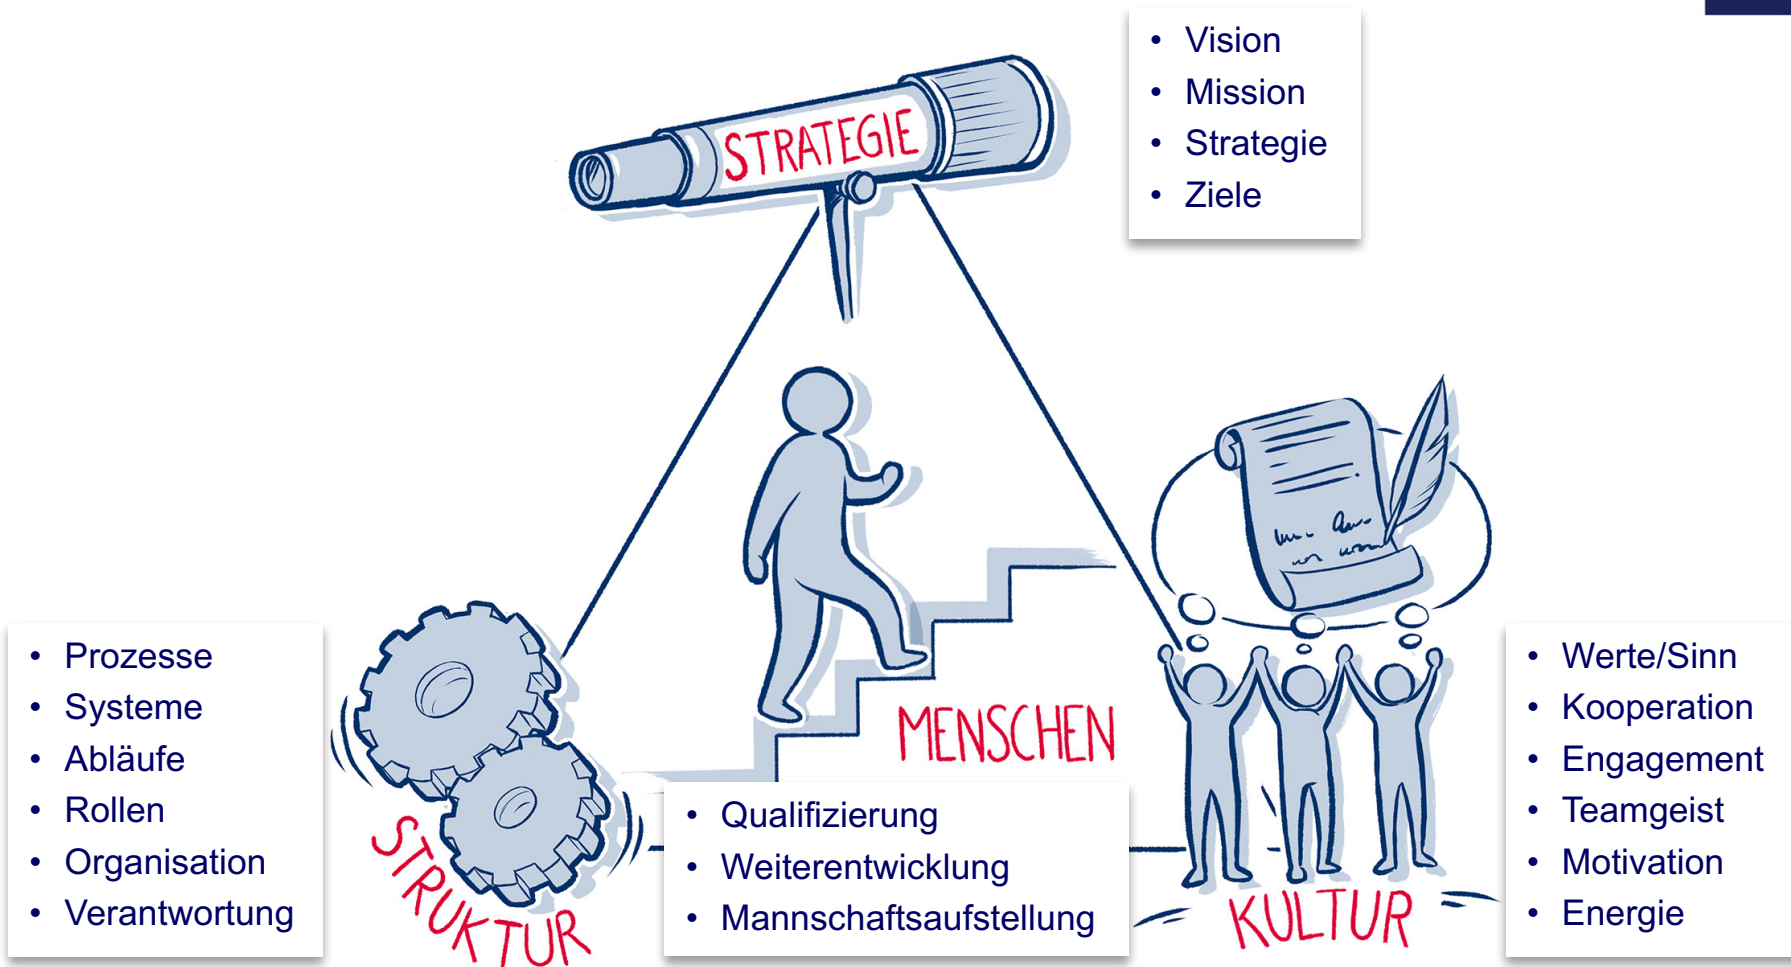 • Vision
• Mission
• Strategie
• Ziele
STRATEGIE
• Prozesse
• Systeme
• Abläufe
• Rollen
• Organisation
• Verantwortung
STRUKTUR
MENSCHEN
• Qualifizierung
• Weiterentwicklung
• Mannschaftsaufstellung
• Werte/Sinn
• Kooperation
• Engagement
• Teamgeist
• Motivation
• Energie
KULTUR